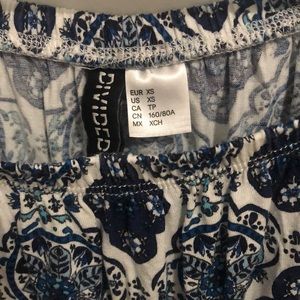 DIVIDED
EUR XS
US XS
CA TP
CN 160/80A
MX XCH